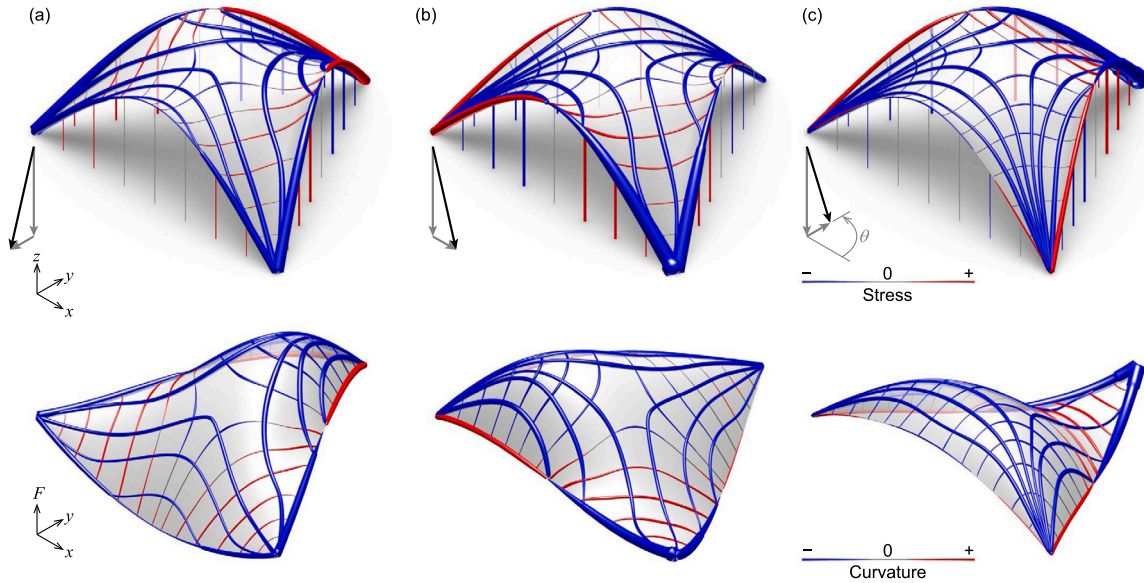 (a)
(b)
(c)
θ
z
y
x
− 0 +
Stress
F
y
x
− 0 +
Curvature